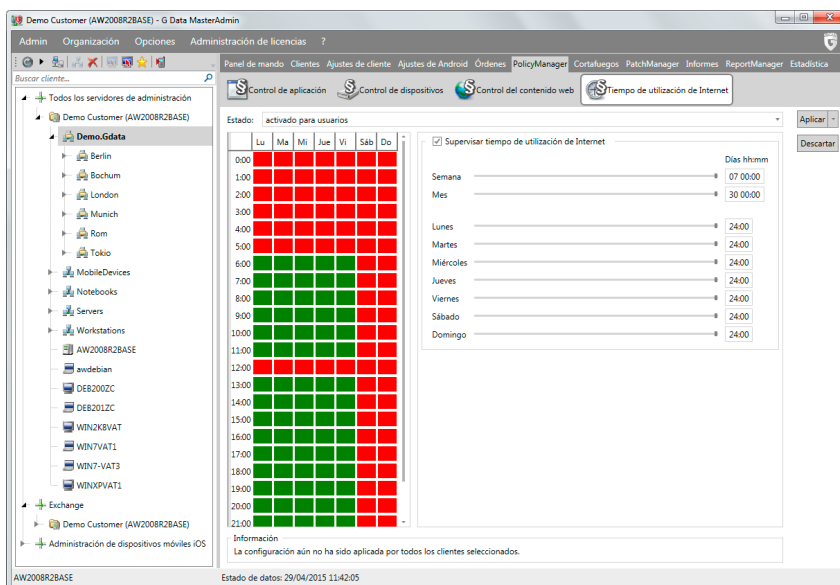 Demo Customer (AW2008R2BASE) - G Data MasterAdmin
Admin Organización Opciones Administración de licencias ?
Buscar cliente...
Todos los servidores de administración
Demo Customer (AW2008R2BASE)
Demo.Gdata
Berlin
Bochum
London
Munich
Rom
Tokio
MobileDevices
Notebooks
Servers
Workstations
AW2008R2BASE
awdebian
DEB200ZC
DEB201ZC
WIN2K8VAT
WIN7VAT1
WIN7-VAT3
WINXPVAT1
Exchange
Demo Customer (AW2008R2BASE)
Administración de dispositivos móviles iOS
Panel de mando Clientes Ajustes de cliente Ajustes de Android Órdenes PolicyManager Cortafuegos PatchManager Informes ReportManager Estadística
Control de aplicación Control de dispositivos Control del contenido web Tiempo de utilización de Internet
Estado: activado para usuarios
Aplicar
Descartar
Lu Ma Mi Jue Vi Sáb Do
0:00
1:00
2:00
3:00
4:00
5:00
6:00
7:00
8:00
9:00
10:00
11:00
12:00
13:00
14:00
15:00
16:00
17:00
18:00
19:00
20:00
21:00
Supervisar tiempo de utilización de Internet
Días hh:mm
Semana 07 00:00
Mes 30 00:00
Lunes 24:00
Martes 24:00
Miércoles 24:00
Jueves 24:00
Viernes 24:00
Sábado 24:00
Domingo 24:00
Información
La configuración aún no ha sido aplicada por todos los clientes seleccionados.
AW2008R2BASE Estado de datos: 29/04/2015 11:42:05